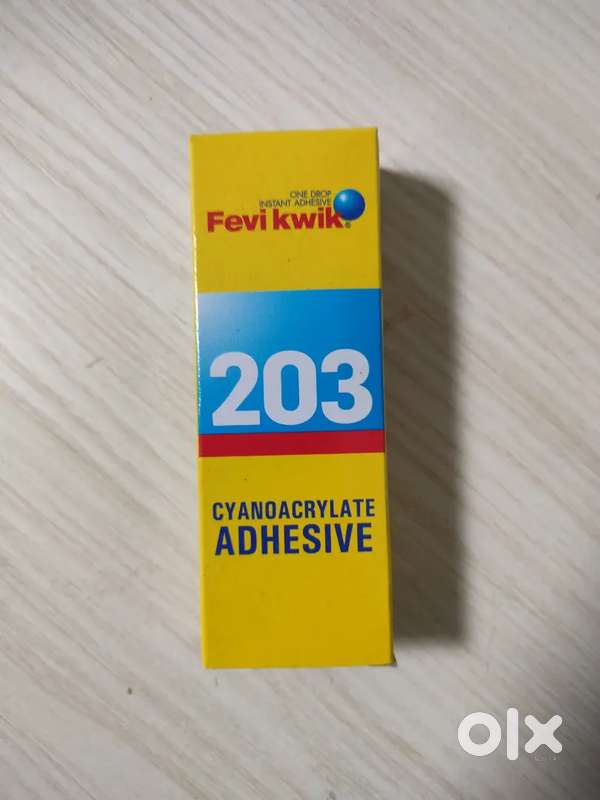 ONE DROP
INSTANT ADHESIVE
Fevi kwik®
203
CYANOACRYLATE
ADHESIVE
olx